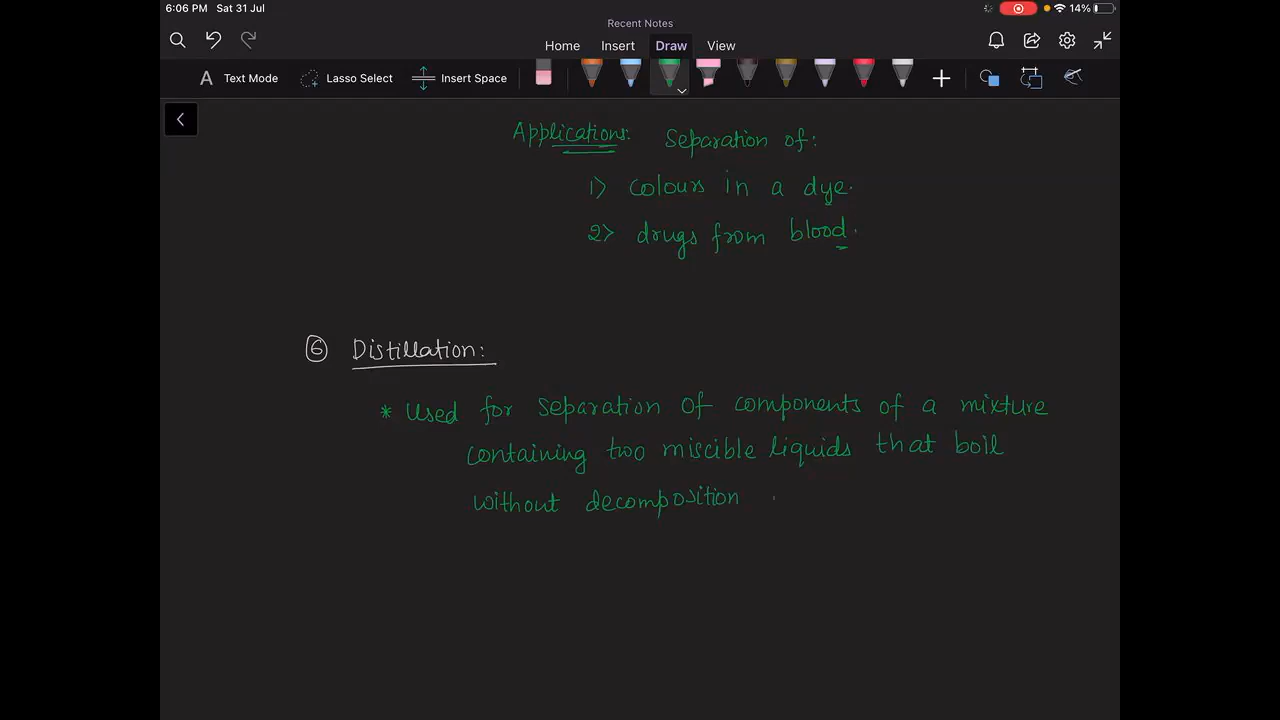 6:06 PM Sat 31 Jul
14%
Recent Notes
Home Insert Draw View
Text Mode Lasso Select Insert Space
Applications: Separation of:
1) colours in a dye.
2) drugs from blood.
6 Distillation:
* Used for separation of components of a mixture
containing two miscible liquids that boil
without decomposition